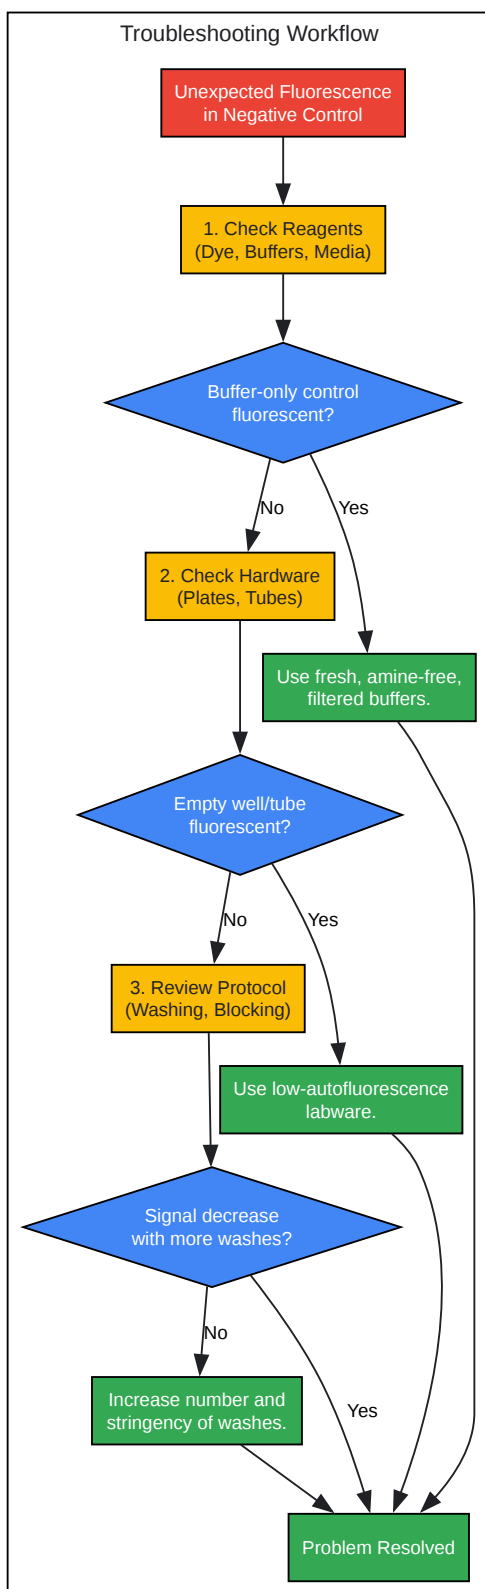 Troubleshooting Workflow
Unexpected Fluorescence
in Negative Control
1. Check Reagents
(Dye, Buffers, Media)
Buffer-only control
fluorescent?
No
Yes
2. Check Hardware
(Plates, Tubes)
Use fresh, amine-free,
filtered buffers.
Empty well/tube
fluorescent?
No
Yes
3. Review Protocol
(Washing, Blocking)
Use low-autofluorescence
labware.
Signal decrease
with more washes?
No
Yes
Increase number and
stringency of washes.
Problem Resolved